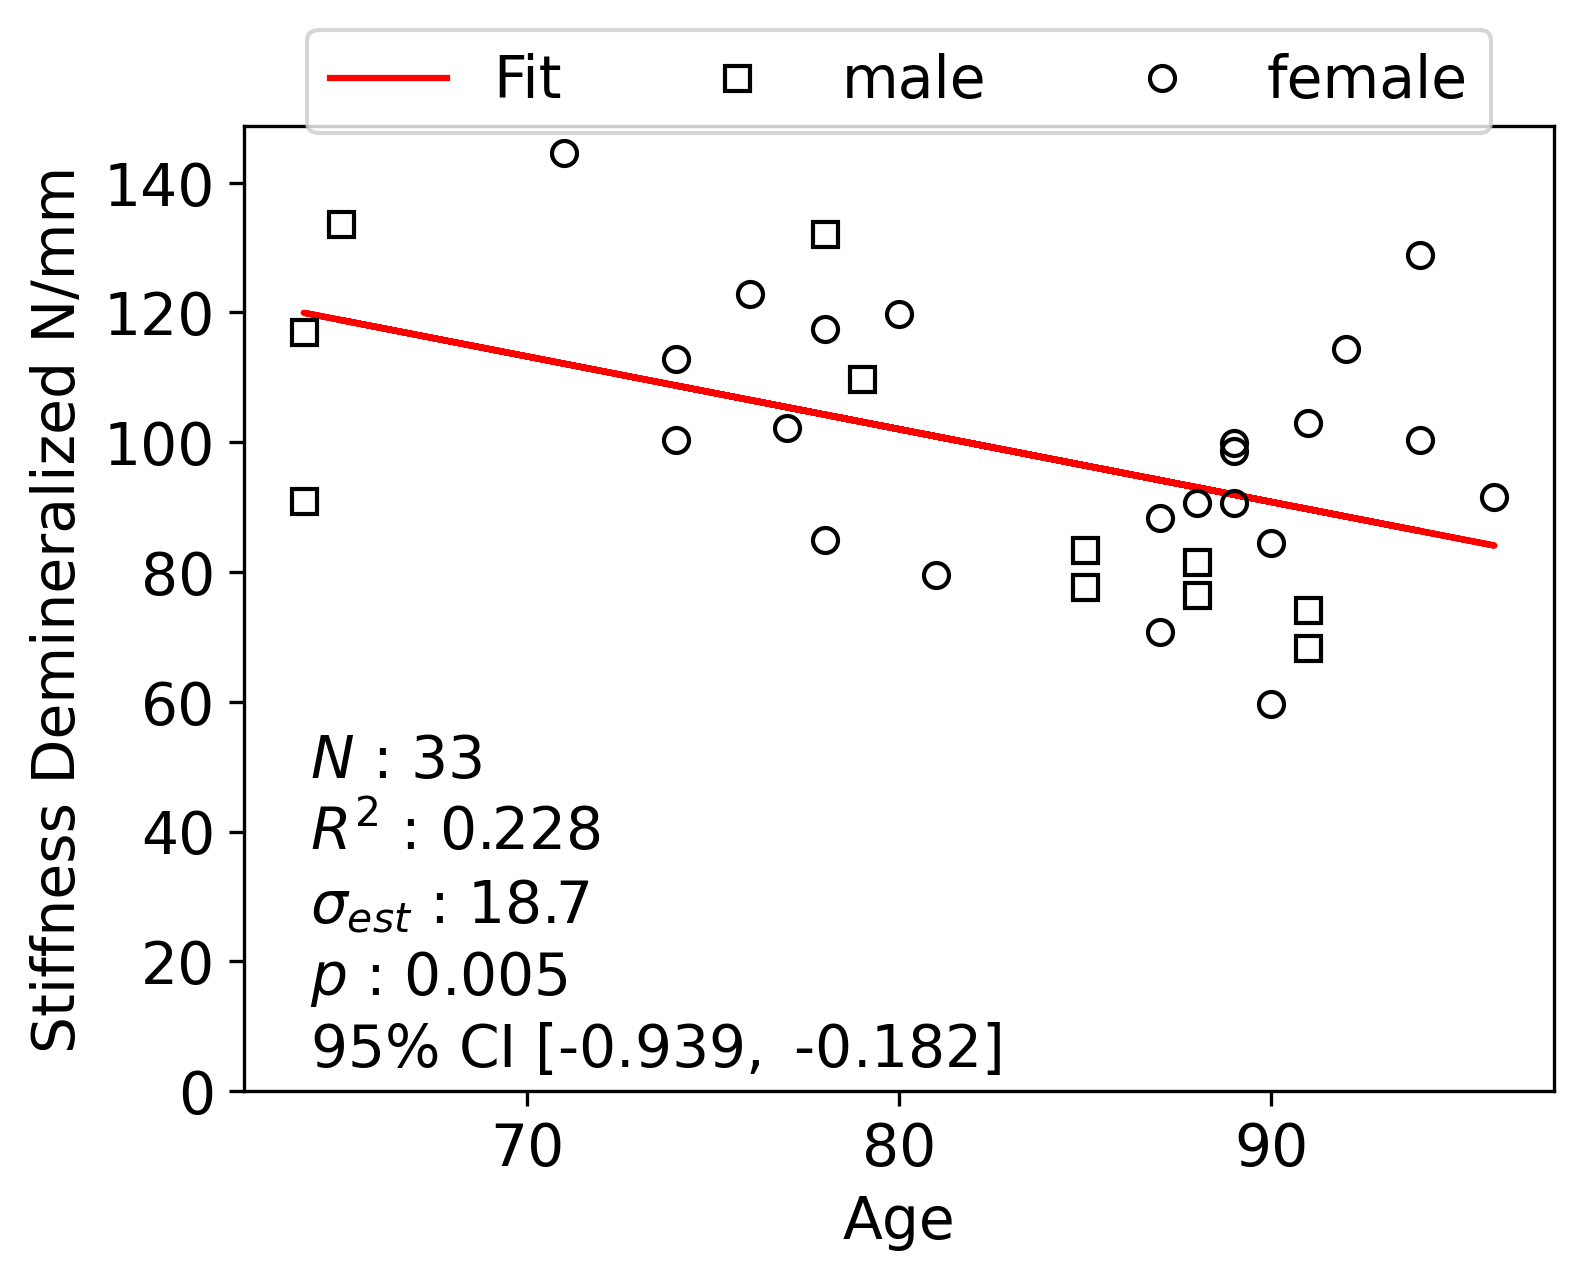 Fit male female
Stiffness Demineralized N/mm
140
120
100
80
60
40
20
0
N : 33
R² : 0.228
σest : 18.7
p : 0.005
95% CI [-0.939, -0.182]
70 80 90
Age